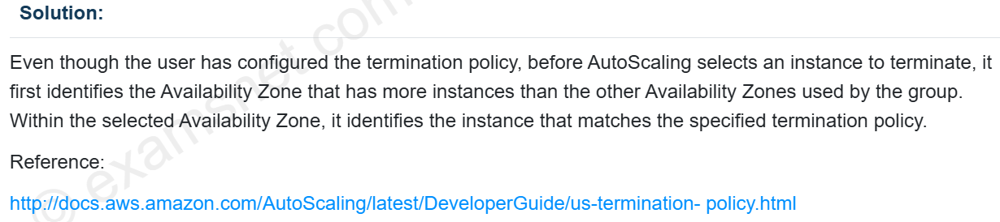 Solution:
Even though the user has configured the termination policy, before AutoScaling selects an instance to terminate, it
first identifies the Availability Zone that has more instances than the other Availability Zones used by the group.
Within the selected Availability Zone, it identifies the instance that matches the specified termination policy.
Reference:
http://docs.aws.amazon.com/AutoScaling/latest/DeveloperGuide/us-termination- policy.html
© examsnet.com